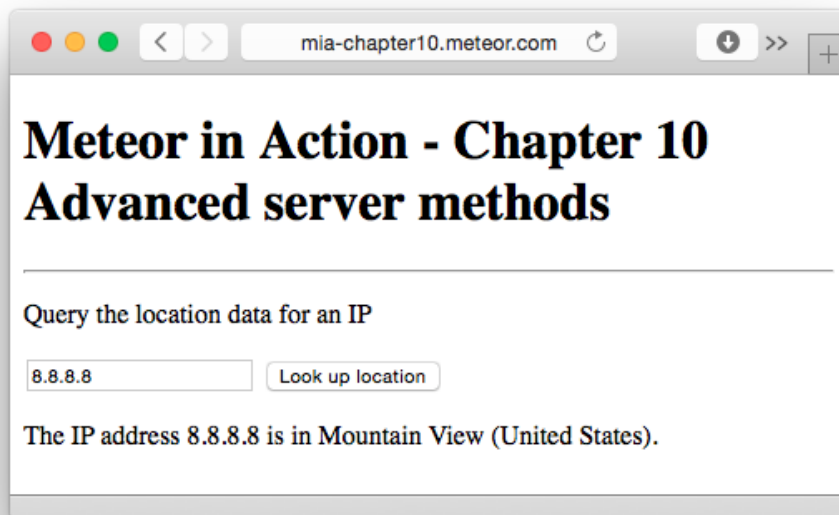 mia-chapter10.meteor.com
Meteor in Action - Chapter 10
Advanced server methods
Query the location data for an IP
8.8.8.8 Look up location
The IP address 8.8.8.8 is in Mountain View (United States).